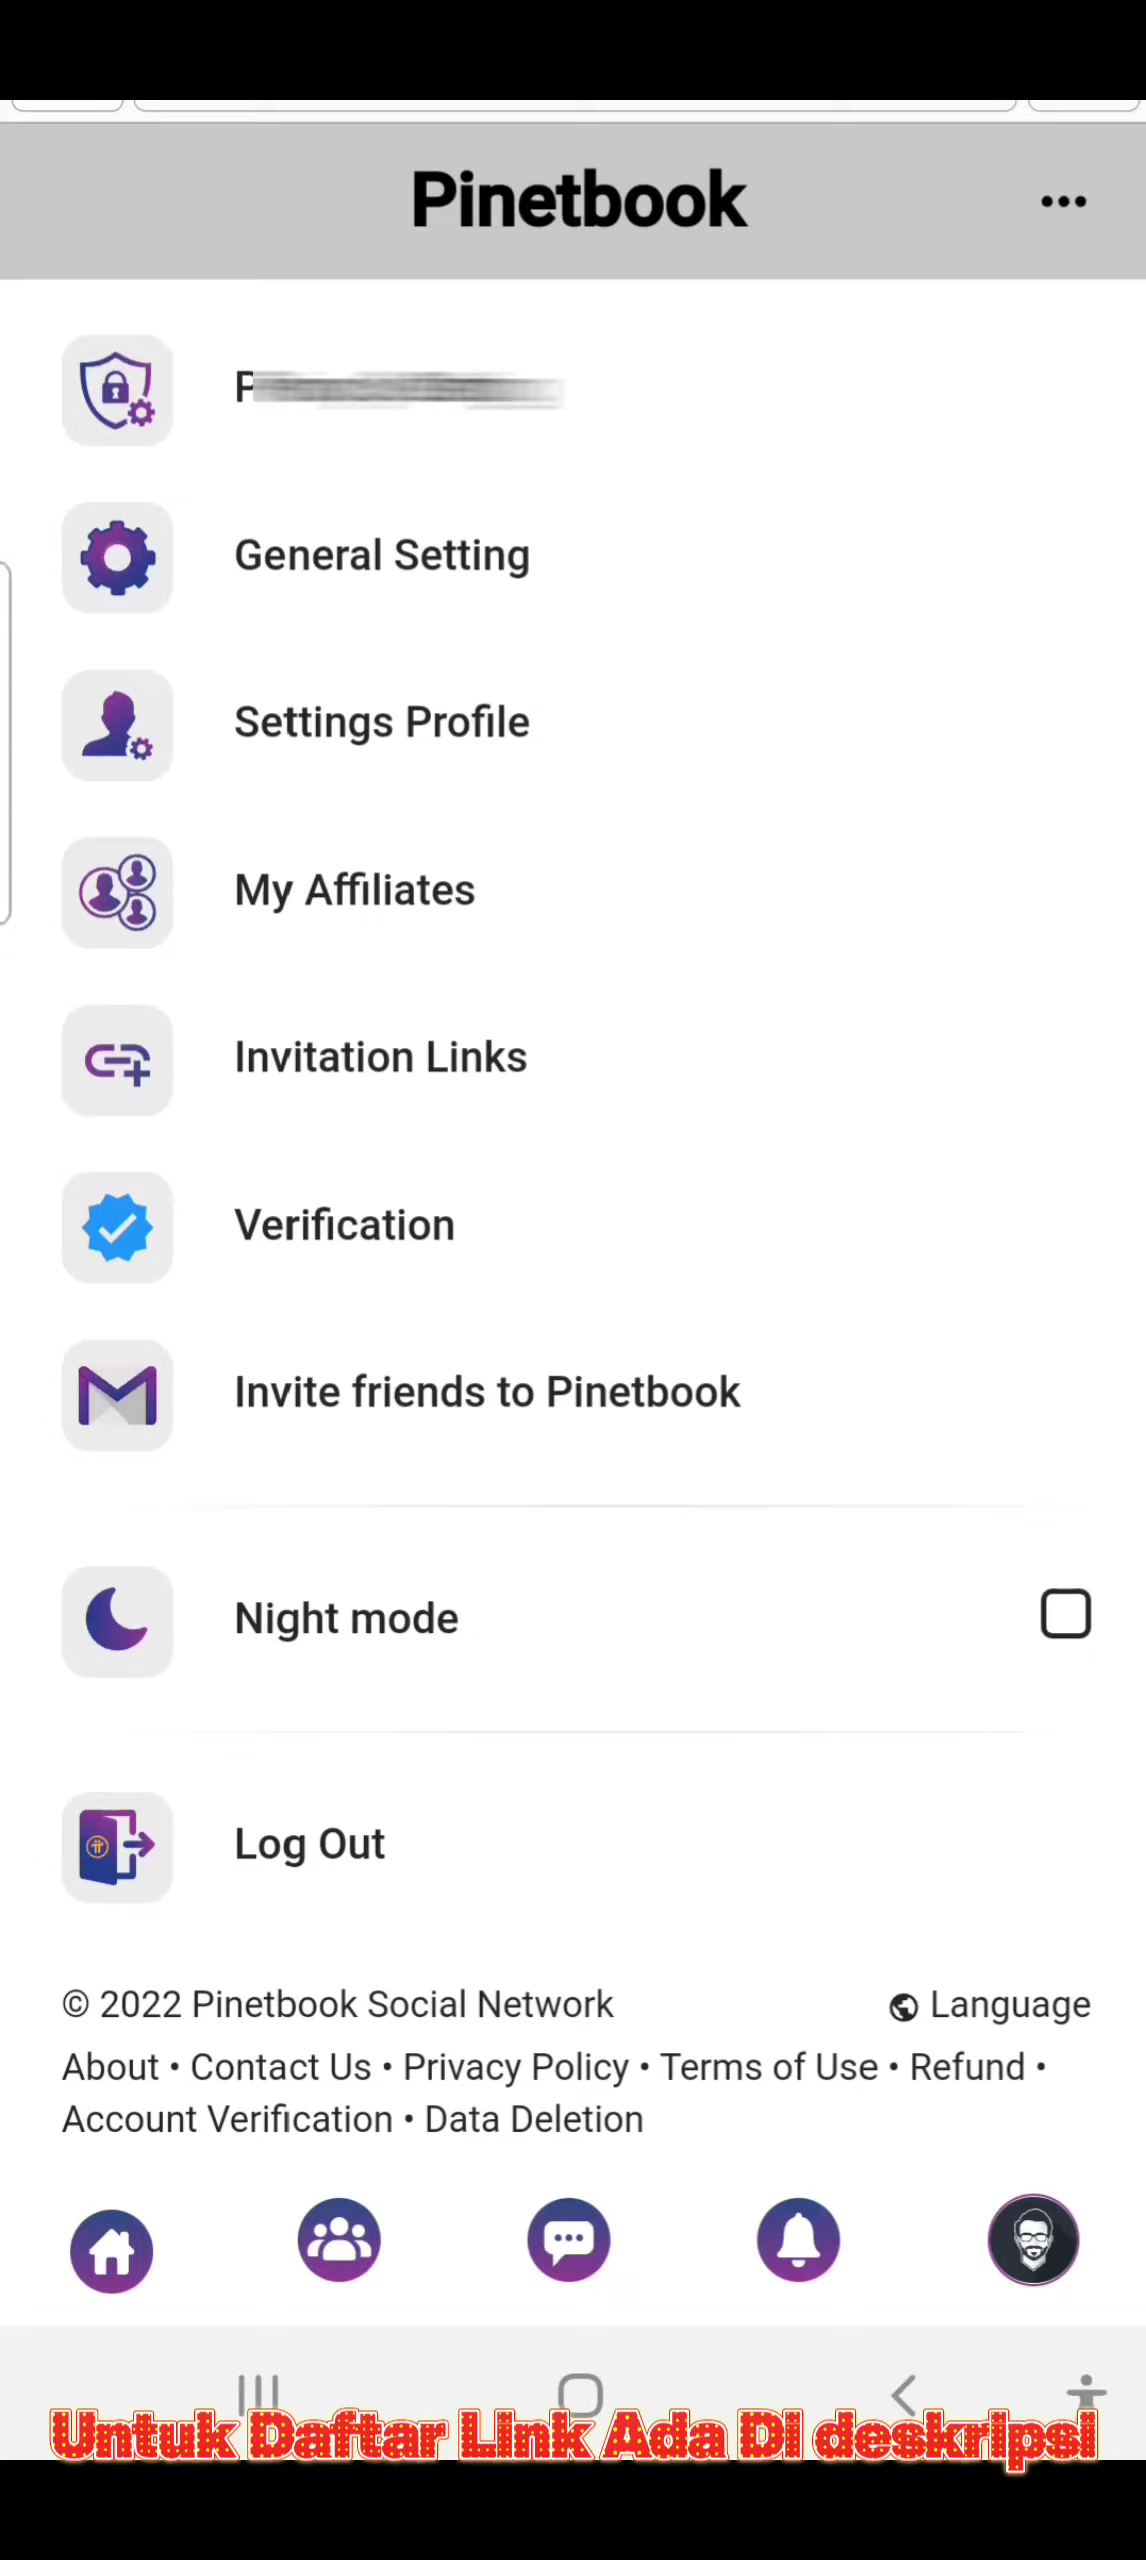 Pinetbook
General Setting
Settings Profile
My Affiliates
Invitation Links
Verification
Invite friends to Pinetbook
Night mode
Log Out
© 2022 Pinetbook Social Network
Language
About • Contact Us • Privacy Policy • Terms of Use • Refund •
Account Verification • Data Deletion
Untuk Daftar Link Ada Di deskripsi